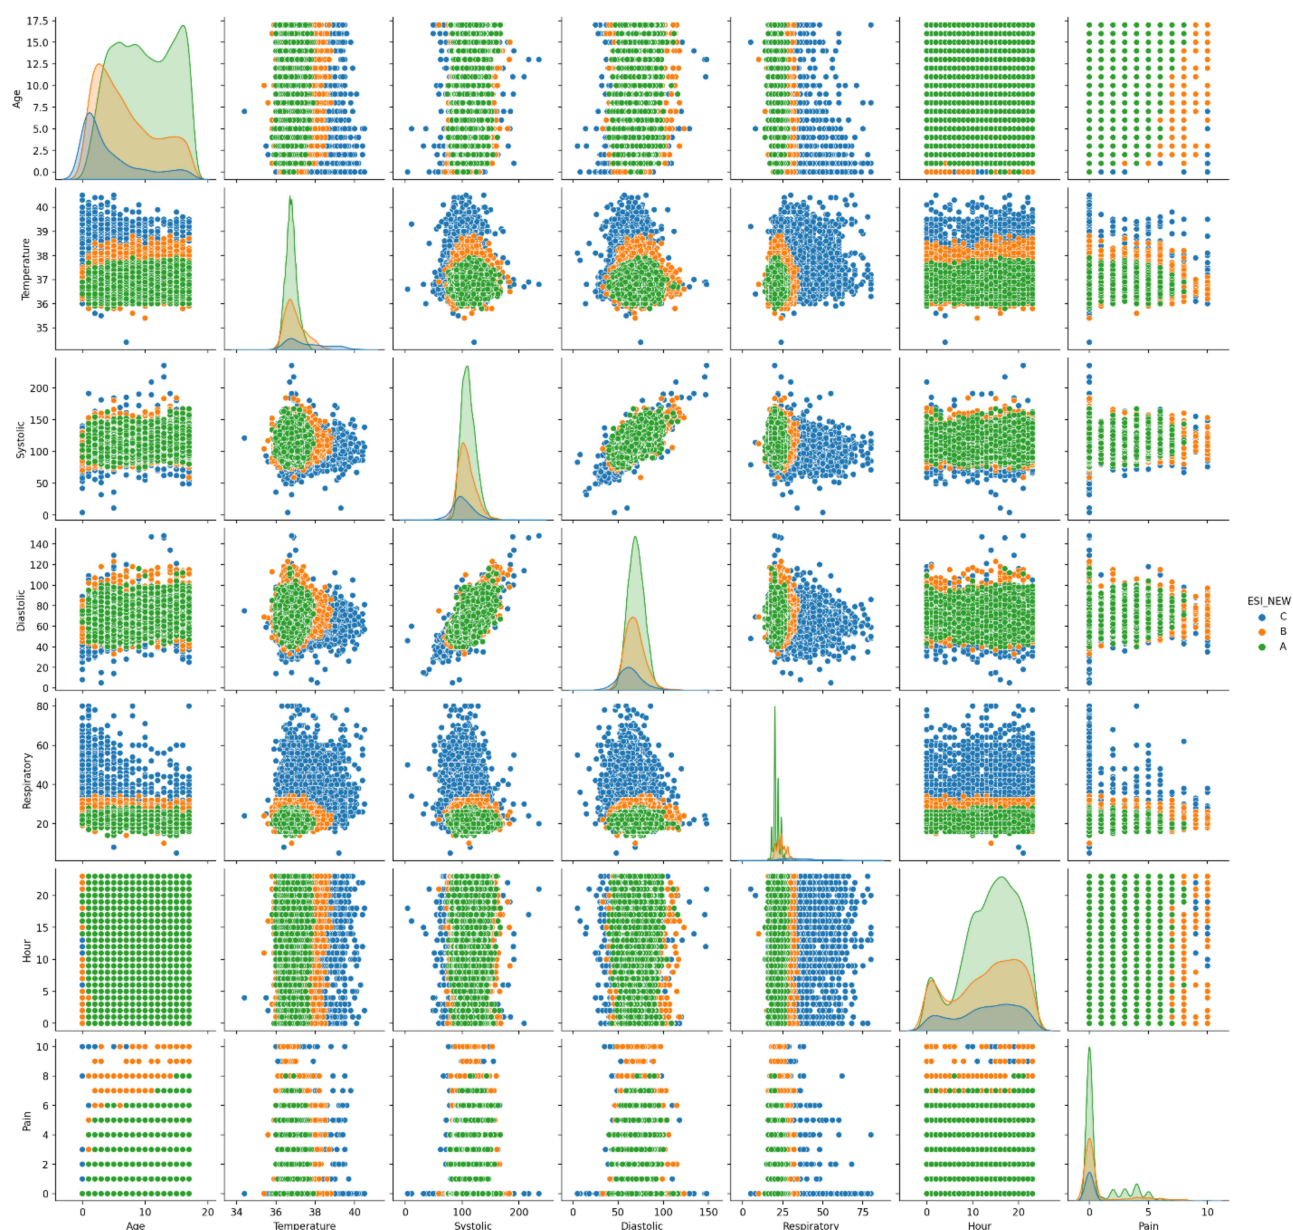 17.5
15.0
12.5
10.0
7.5
5.0
2.5
0.0
Age
40
39
38
37
36
35
Temperature
200
150
100
50
0
Systolic
140
120
100
80
60
40
20
0
Diastolic
ESI_NEW
C
B
A
80
60
40
20
Respiratory
20
15
10
5
0
Hour
10
8
6
4
2
0
Pain
0 10 20
34 36 38 40
0 100 200
0 50 100 150
0 25 50 75
0 10 20
0 5 10
Age Temperature Systolic Diastolic Respiratory Hour Pain